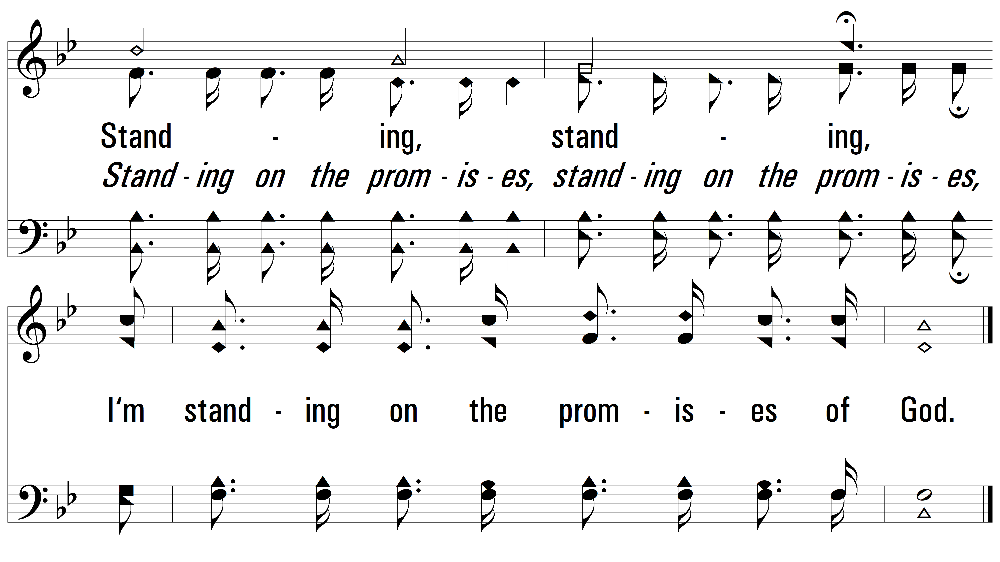 Stand - ing, stand - ing,
Stand - ing on the prom - is - es, stand - ing on the prom - is - es,
I‘m stand - ing on the prom - is - es of God.